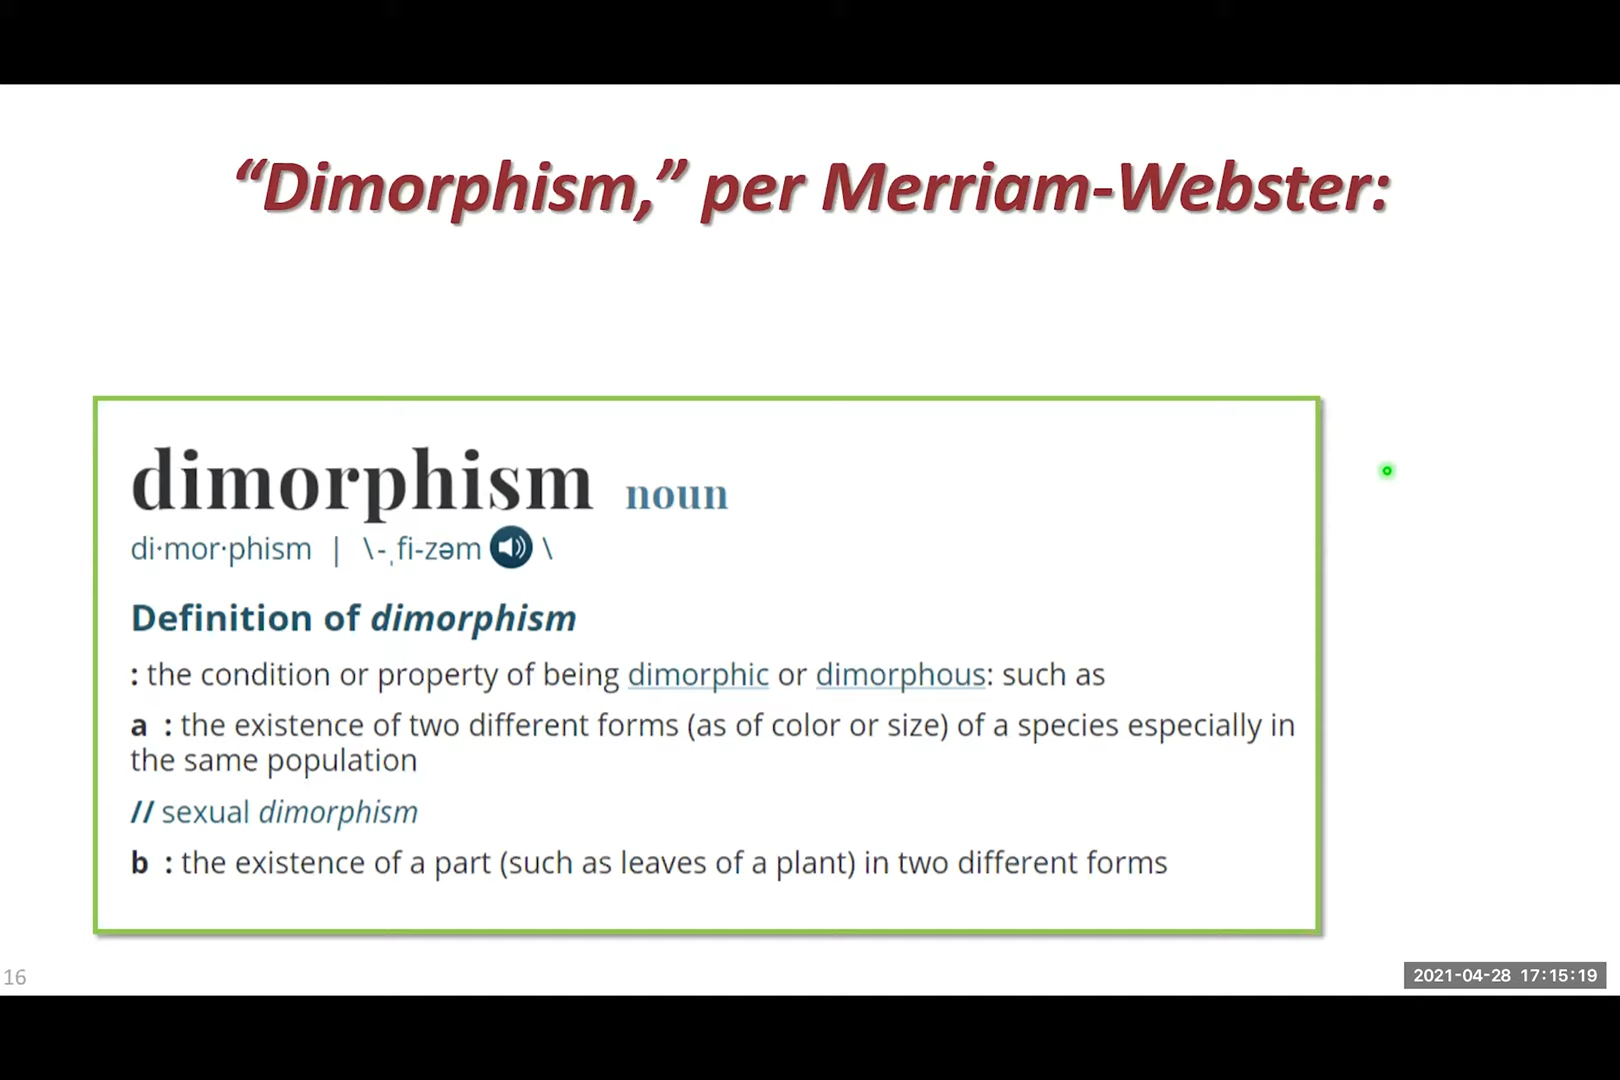 “Dimorphism,” per Merriam-Webster:
dimorphism noun
di·mor·phism | \-ˌfi-zəm \
Definition of dimorphism
: the condition or property of being dimorphic or dimorphous: such as
a : the existence of two different forms (as of color or size) of a species especially in
the same population
// sexual dimorphism
b : the existence of a part (such as leaves of a plant) in two different forms
16
2021-04-28 17:15:19